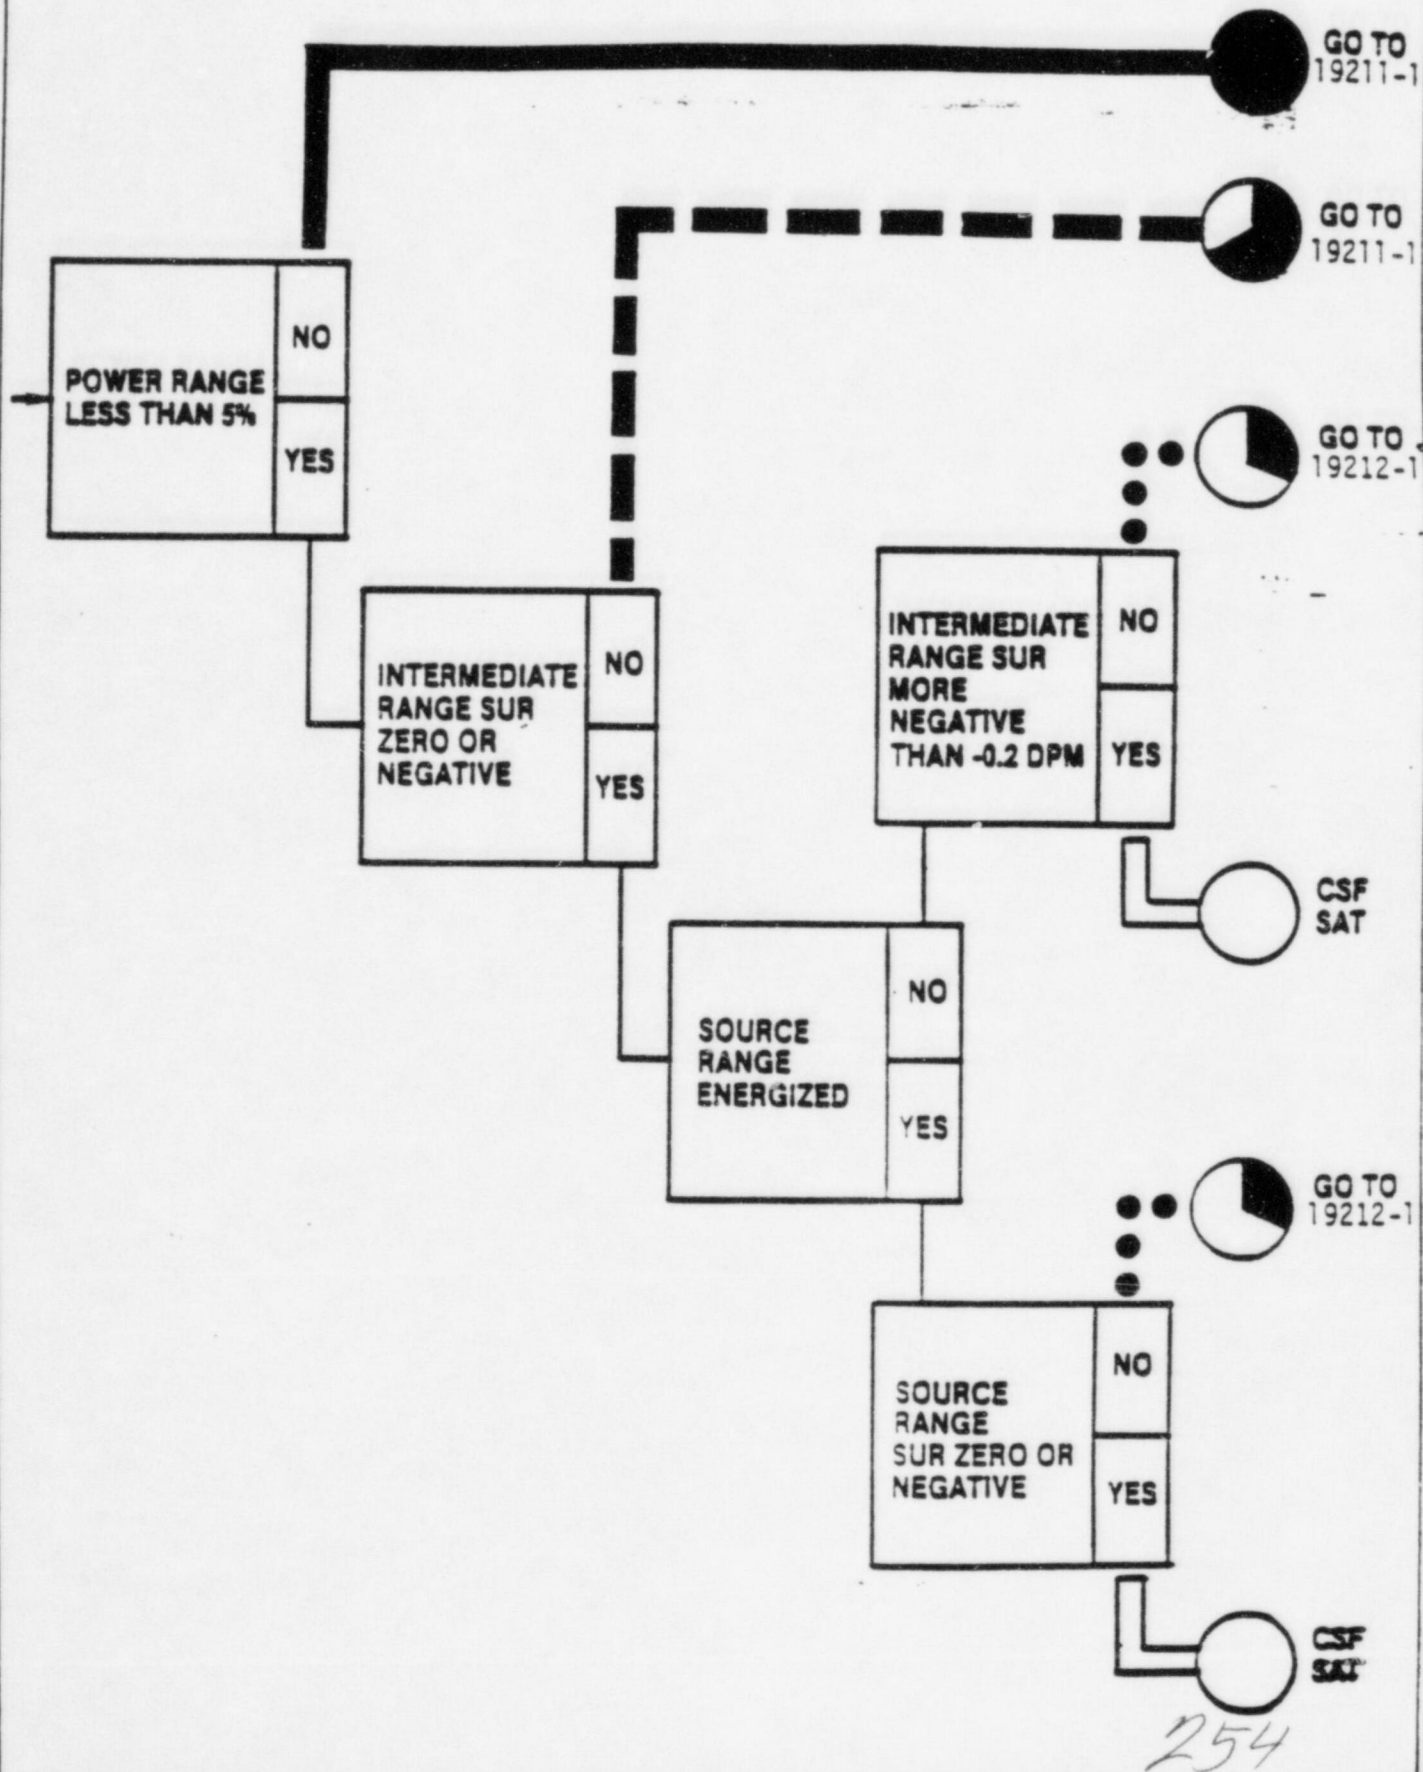 GO TO
19211-1
GO TO
19211-1
NO
POWER RANGE
LESS THAN 5%
YES
GO TO
19212-1
INTERMEDIATE
RANGE SUR
ZERO OR
NEGATIVE
NO
YES
INTERMEDIATE
RANGE SUR
MORE
NEGATIVE
THAN -0.2 DPM
NO
YES
CSF
SAT
SOURCE
RANGE
ENERGIZED
NO
YES
GO TO
19212-1
SOURCE
RANGE
SUR ZERO OR
NEGATIVE
NO
YES
CSF
SAT
254